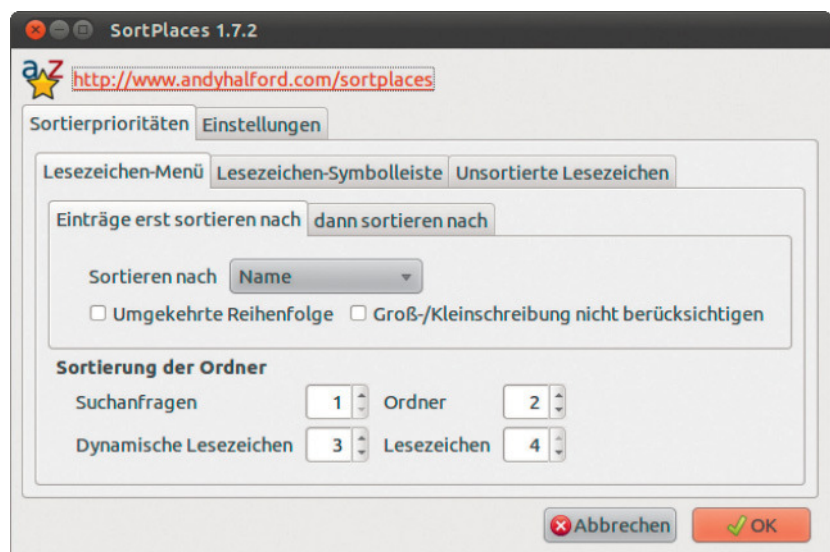 SortPlaces 1.7.2
http://www.andyhalford.com/sortplaces
Sortierprioritäten Einstellungen
Lesezeichen-Menü Lesezeichen-Symbolleiste Unsortierte Lesezeichen
Einträge erst sortieren nach dann sortieren nach
Sortieren nach Name
Umgekehrte Reihenfolge Groß-/Kleinschreibung nicht berücksichtigen
Sortierung der Ordner
Suchanfragen 1 Ordner 2
Dynamische Lesezeichen 3 Lesezeichen 4
Abbrechen OK